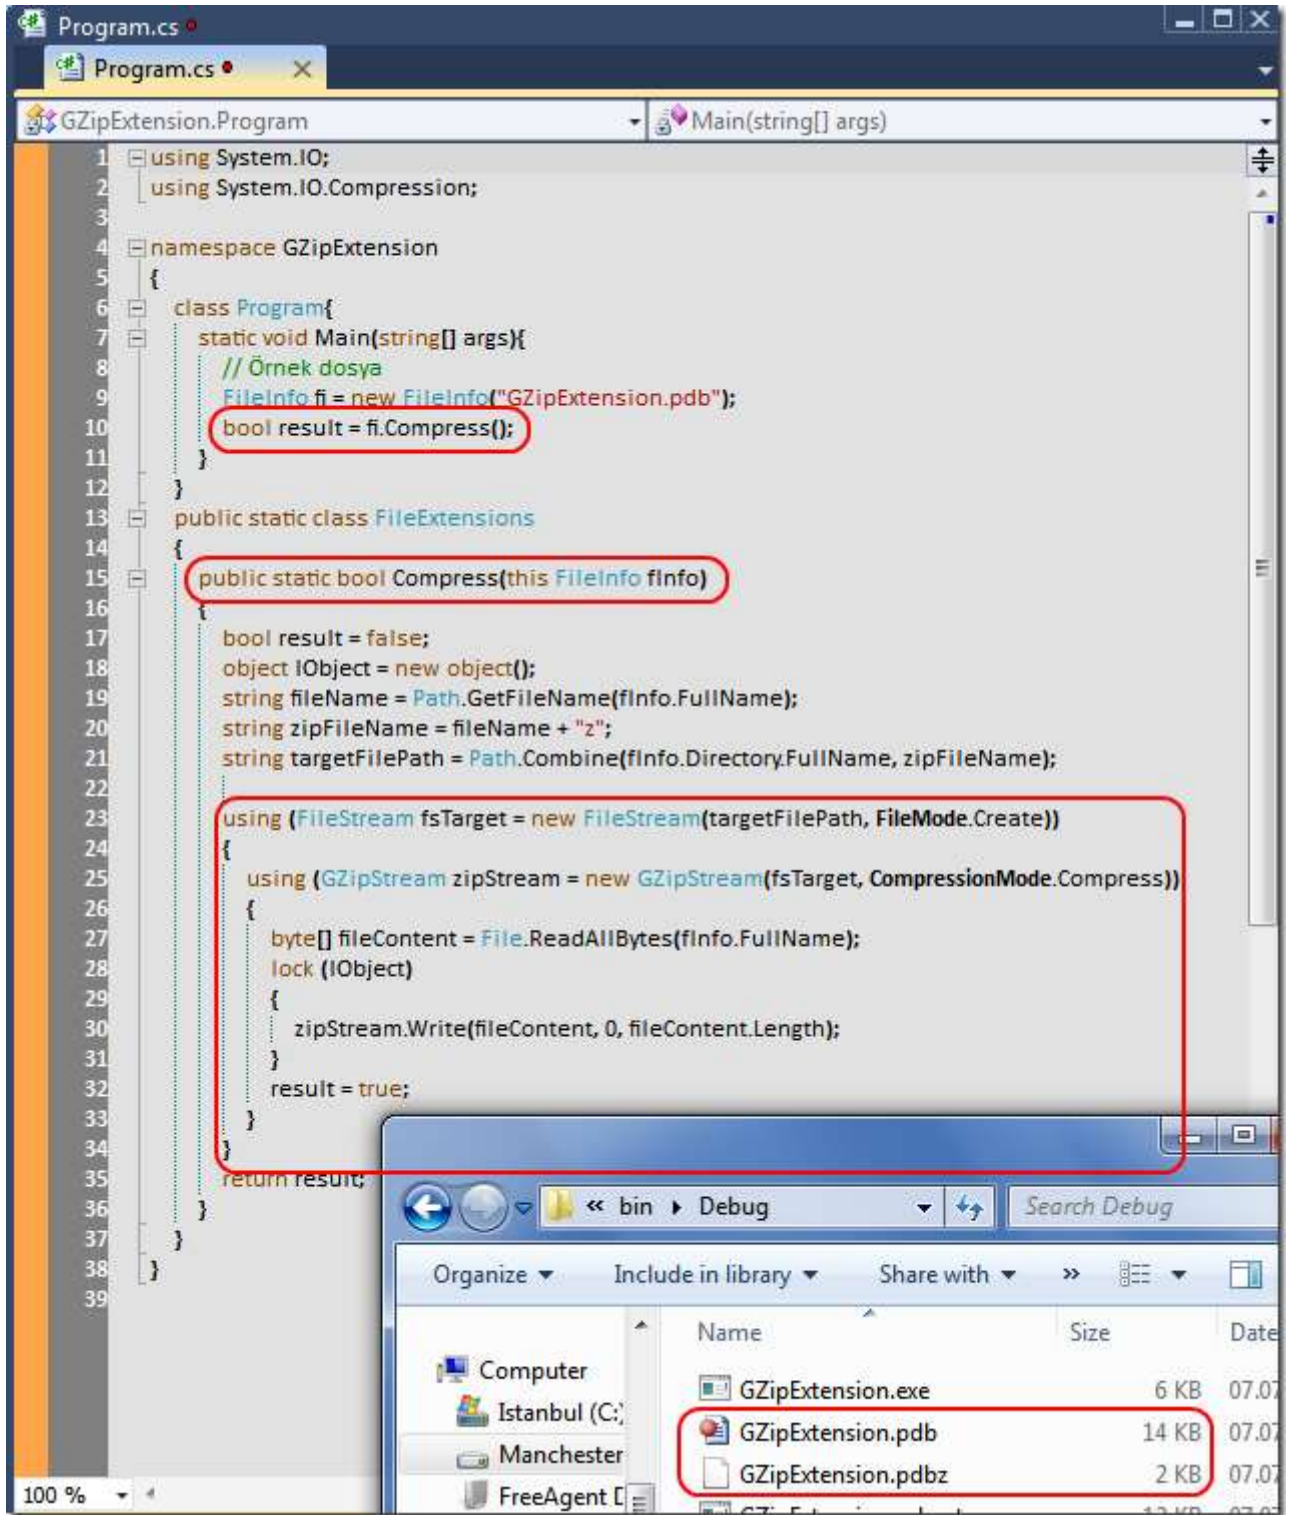 Program.cs
Program.cs
GZipExtension.Program
Main(string[] args)
1 using System.IO;
2 using System.IO.Compression;
3
4 namespace GZipExtension
5 {
6 class Program{
7 static void Main(string[] args){
8 // Örnek dosya
9 FileInfo fi = new FileInfo("GZipExtension.pdb");
10 bool result = fi.Compress();
11 }
12 }
13 public static class FileExtensions
14 {
15 public static bool Compress(this FileInfo fInfo)
16 {
17 bool result = false;
18 object lObject = new object();
19 string fileName = Path.GetFileName(fInfo.FullName);
20 string zipFileName = fileName + "z";
21 string targetFilePath = Path.Combine(fInfo.Directory.FullName, zipFileName);
22
23 using (FileStream fsTarget = new FileStream(targetFilePath, FileMode.Create))
24 {
25 using (GZipStream zipStream = new GZipStream(fsTarget, CompressionMode.Compress))
26 {
27 byte[] fileContent = File.ReadAllBytes(fInfo.FullName);
28 lock (lObject)
29 {
30 zipStream.Write(fileContent, 0, fileContent.Length);
31 }
32 result = true;
33 }
34 }
35 return result;
36 }
37 }
38 }
39
« bin Debug
Search Debug
Organize Include in library Share with »
Name Size Date
Computer
Istanbul (C:)
Manchester
FreeAgent
GZipExtension.exe 6 KB 07.07
GZipExtension.pdb 14 KB 07.07
GZipExtension.pdbz 2 KB 07.07
100 %